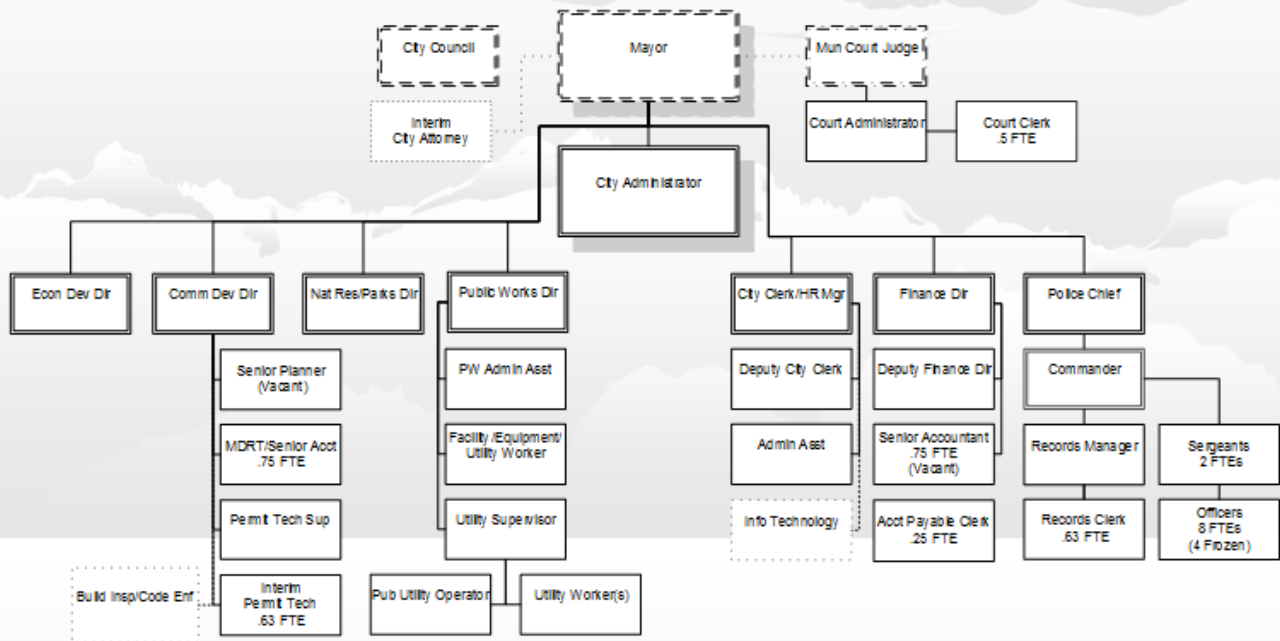 City Council
Mayor
Mun Court Judge
Interim
City Attorney
Court Administrator
Court Clerk
.5 FTE
City Administrator
Econ Dev Dir
Comm Dev Dir
Nat Res/Parks Dir
Public Works Dir
City Clerk/HR Mgr
Finance Dir
Police Chief
Senior Planner
(Vacant)
PW Admin Asst
Deputy City Clerk
Deputy Finance Dir
Commander
MDRT/Senior Acct
.75 FTE
Facility/Equipment/
Utility Worker
Admin Asst
Senior Accountant
.75 FTE
(Vacant)
Records Manager
Sergeants
2 FTEs
Permit Tech Sup
Utility Supervisor
Info Technology
Acct Payable Clerk
.25 FTE
Records Clerk
.63 FTE
Officers
8 FTEs
(4 Frozen)
Build Insp/Code Enf
Interim
Permit Tech
.63 FTE
Pub Utility Operator
Utility Worker(s)